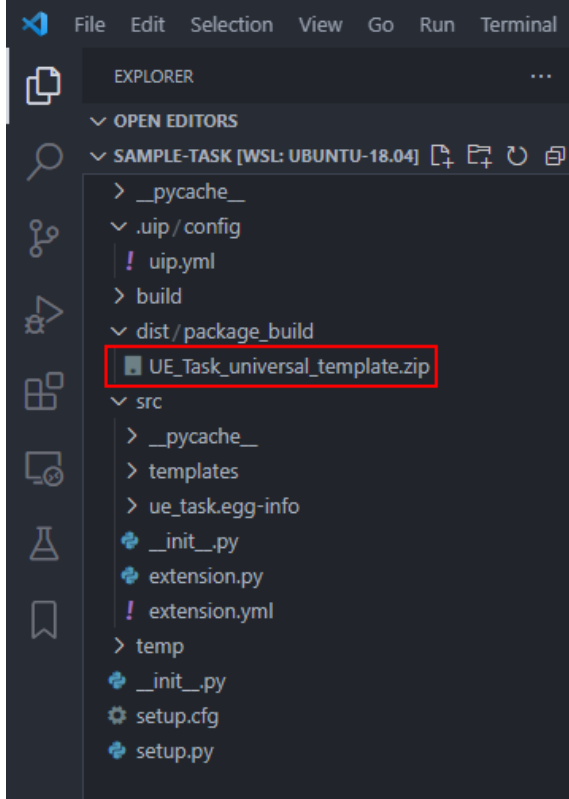 File Edit Selection View Go Run Terminal
EXPLORER
OPEN EDITORS
SAMPLE-TASK [WSL: UBUNTU-18.04]
__pycache__
.uip / config
! uip.yml
build
dist / package_build
UE_Task_universal_template.zip
src
__pycache__
templates
ue_task.egg-info
__init__.py
extension.py
! extension.yml
temp
__init__.py
setup.cfg
setup.py